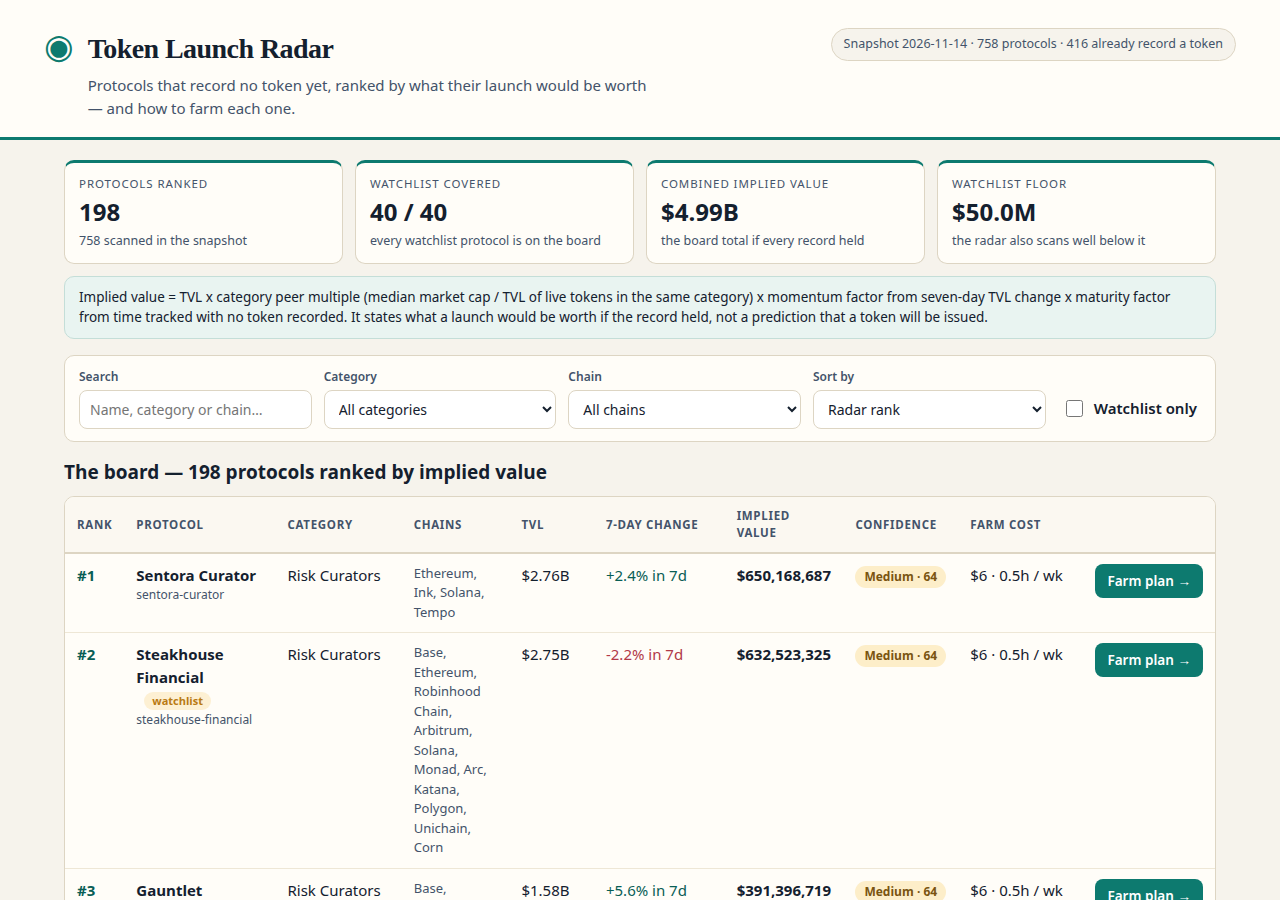 Token Launch Radar
Protocols that record no token yet, ranked by what their launch would be worth
— and how to farm each one.
Snapshot 2026-11-14 · 758 protocols · 416 already record a token
PROTOCOLS RANKED
198
758 scanned in the snapshot
WATCHLIST COVERED
40 / 40
every watchlist protocol is on the board
COMBINED IMPLIED VALUE
$4.99B
the board total if every record held
WATCHLIST FLOOR
$50.0M
the radar also scans well below it
Implied value = TVL x category peer multiple (median market cap / TVL of live tokens in the same category) x momentum factor from seven-day TVL change x maturity factor
from time tracked with no token recorded. It states what a launch would be worth if the record held, not a prediction that a token will be issued.
Search
Name, category or chain...
Category
All categories
Chain
All chains
Sort by
Radar rank
Watchlist only
The board — 198 protocols ranked by implied value
RANK PROTOCOL CATEGORY CHAINS TVL 7-DAY CHANGE IMPLIED VALUE CONFIDENCE FARM COST
#1
Sentora Curator
sentora-curator
Risk Curators
Ethereum,
Ink, Solana,
Tempo
$2.76B
+2.4% in 7d
$650,168,687
Medium · 64
$6 · 0.5h / wk
Farm plan →
#2
Steakhouse
Financial
watchlist
steakhouse-financial
Risk Curators
Base,
Ethereum,
Robinhood
Chain,
Arbitrum,
Solana,
Monad, Arc,
Katana,
Polygon,
Unichain,
Corn
$2.75B
-2.2% in 7d
$632,523,325
Medium · 64
$6 · 0.5h / wk
Farm plan →
#3
Gauntlet
Risk Curators
Base,
$1.58B
+5.6% in 7d
$391,396,719
Medium · 64
$6 · 0.5h / wk
Farm plan →